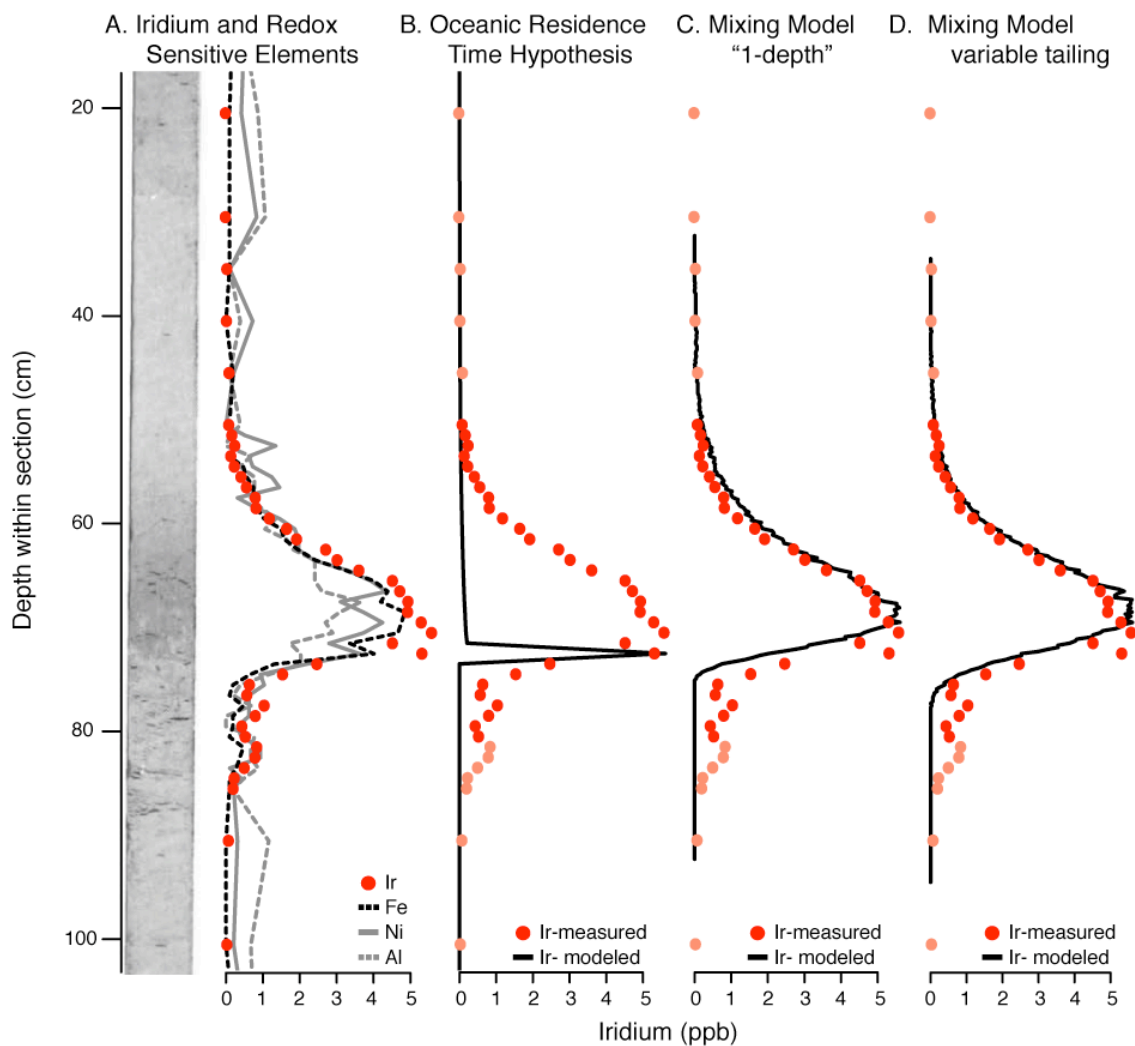 A. Iridium and Redox
Sensitive Elements
B. Oceanic Residence
Time Hypothesis
C. Mixing Model
“1-depth”
D. Mixing Model
variable tailing
Depth within section (cm)
20
40
60
80
100
Ir
Fe
Ni
Al
Ir-measured
Ir- modeled
Ir-measured
Ir- modeled
Ir-measured
Ir- modeled
0 1 2 3 4 5
0 1 2 3 4 5
0 1 2 3 4 5
0 1 2 3 4 5
Iridium (ppb)